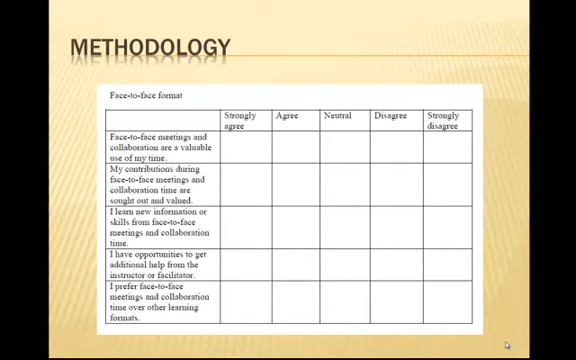 METHODOLOGY
Face-to-face format
Strongly agree Agree Neutral Disagree Strongly disagree
Face-to-face meetings and
collaboration are a valuable
use of my time.
My contributions during
face-to-face meetings and
collaboration time are
sought out and valued.
I learn new information or
skills from face-to-face
meetings and collaboration
time.
I have opportunities to get
additional help from the
instructor or facilitator.
I prefer face-to-face
meetings and collaboration
time over other learning
formats.